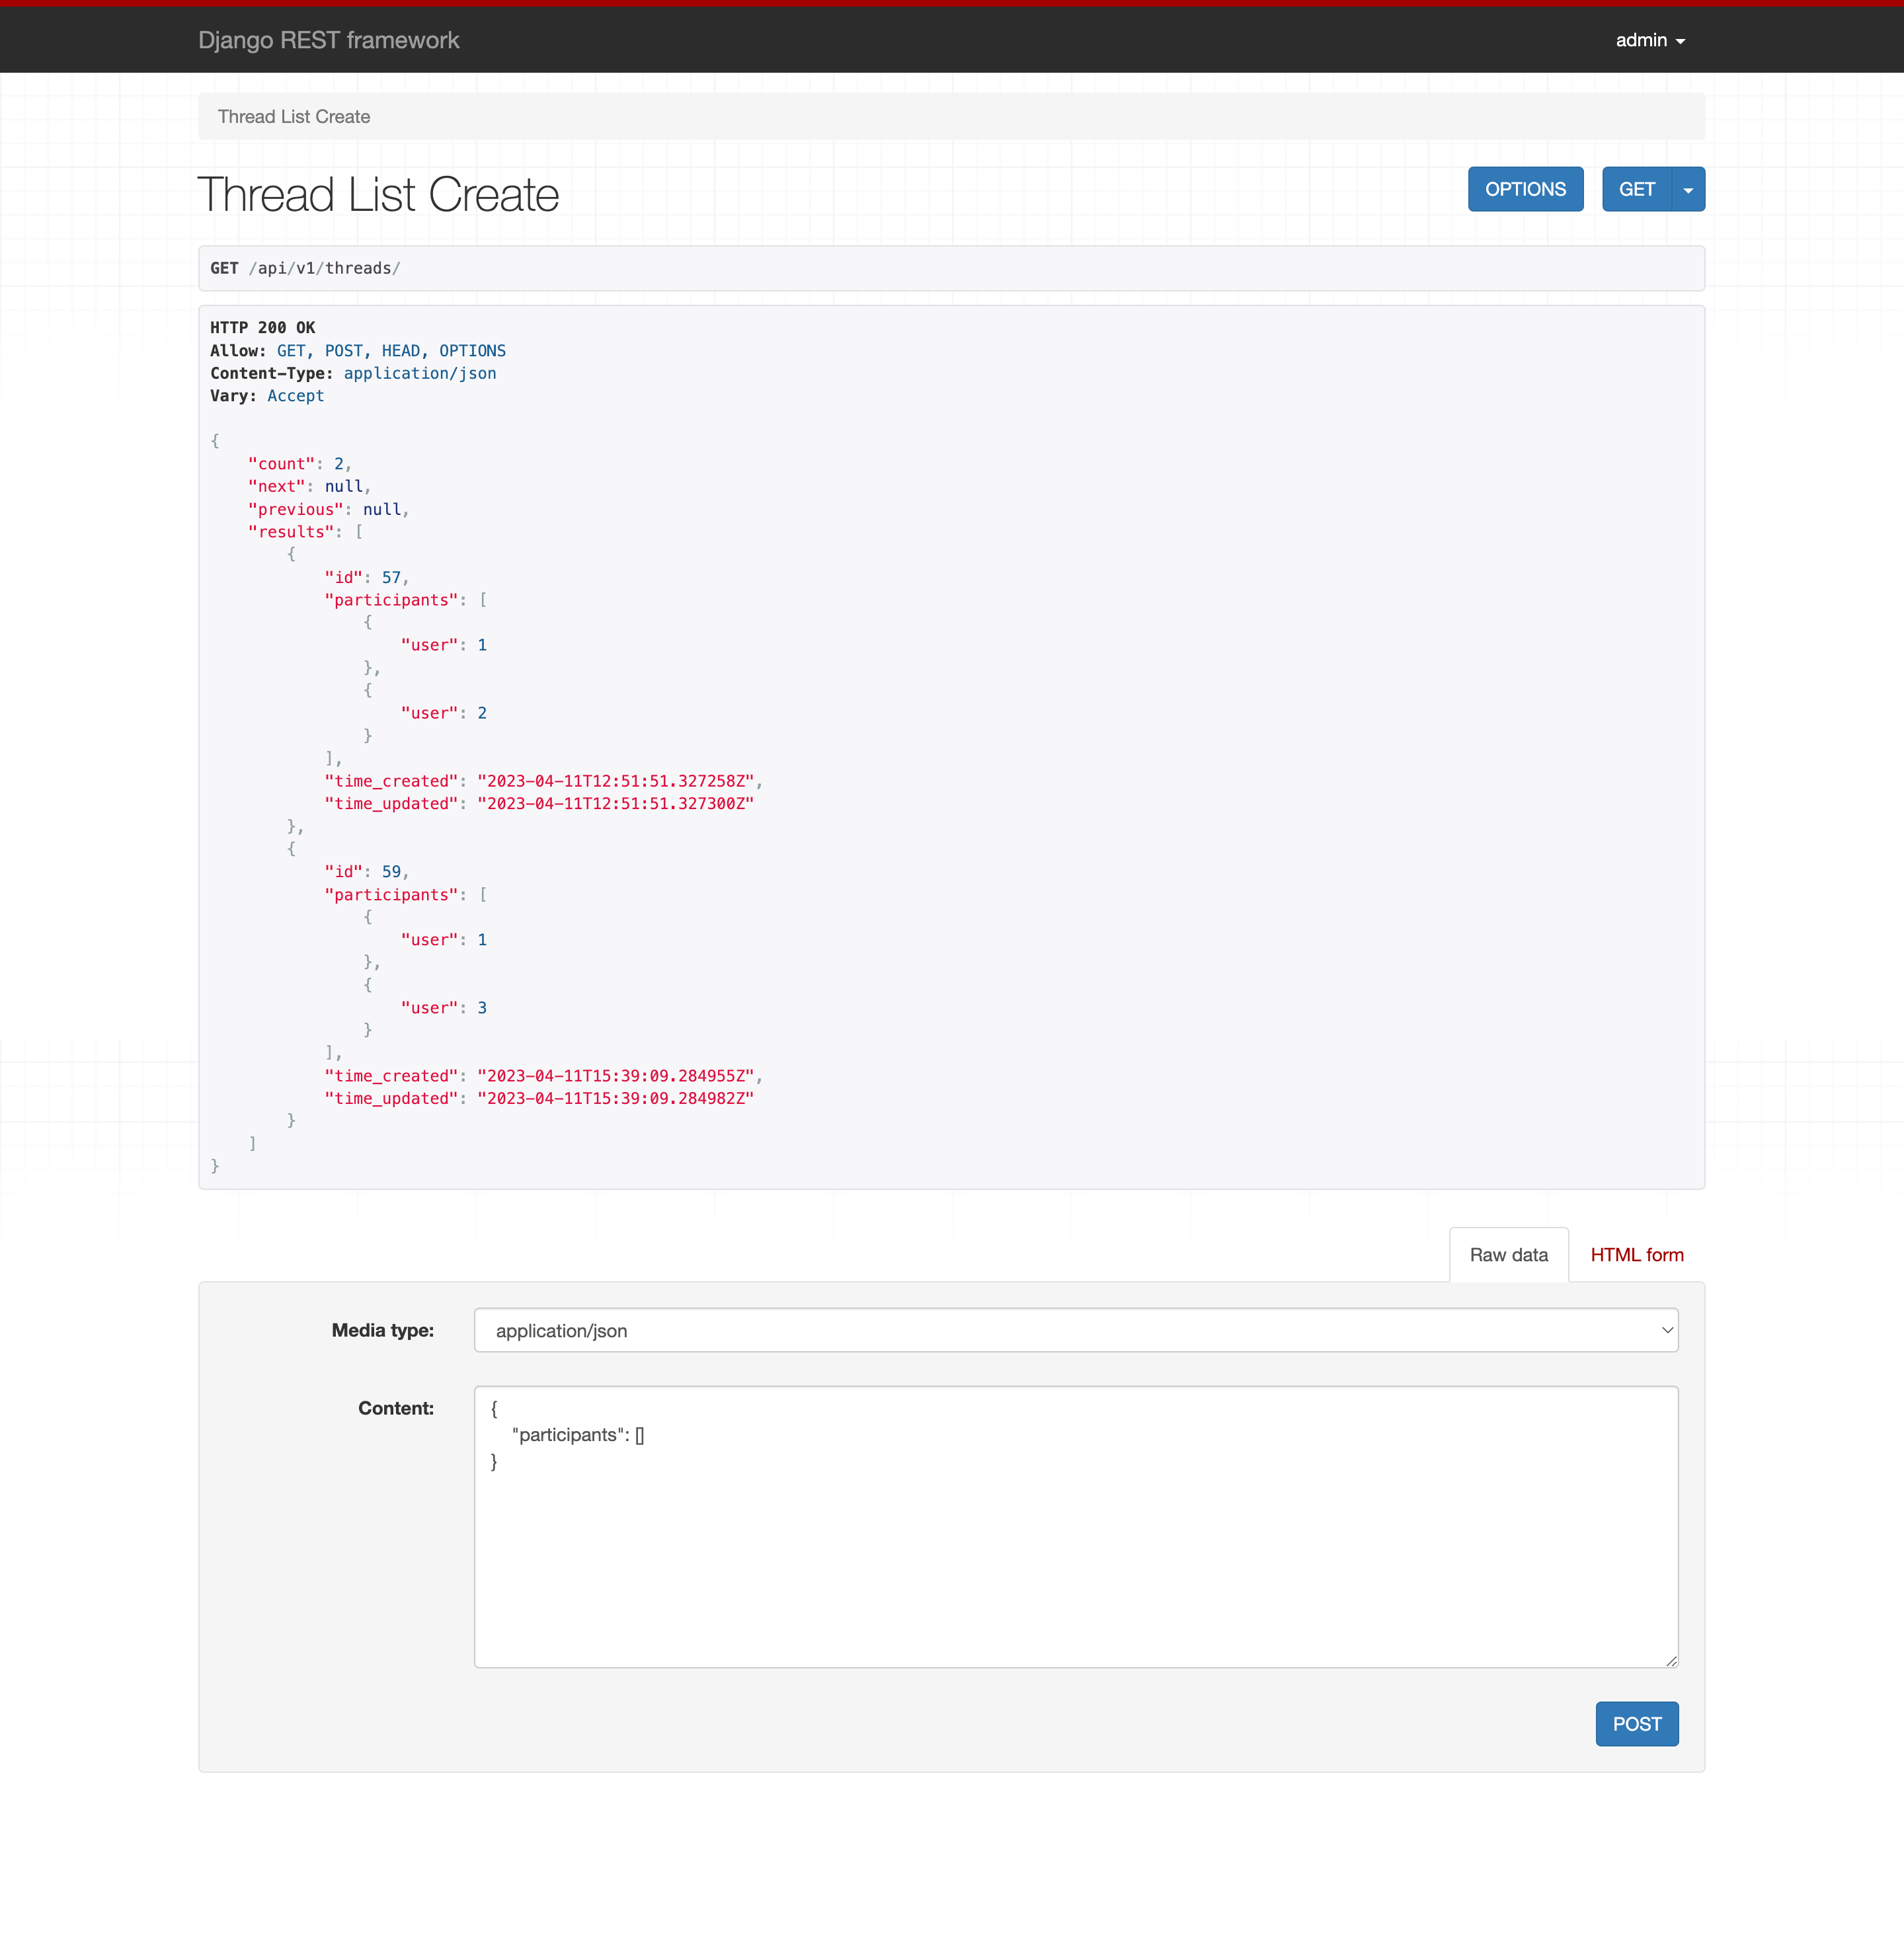 Django REST framework
admin
Thread List Create
Thread List Create
OPTIONS
GET
GET /api/v1/threads/
HTTP 200 OK
Allow: GET, POST, HEAD, OPTIONS
Content-Type: application/json
Vary: Accept
{
    "count": 2,
    "next": null,
    "previous": null,
    "results": [
        {
            "id": 57,
            "participants": [
                {
                    "user": 1
                },
                {
                    "user": 2
                }
            ],
            "time_created": "2023-04-11T12:51:51.327258Z",
            "time_updated": "2023-04-11T12:51:51.327300Z"
        },
        {
            "id": 59,
            "participants": [
                {
                    "user": 1
                },
                {
                    "user": 3
                }
            ],
            "time_created": "2023-04-11T15:39:09.284955Z",
            "time_updated": "2023-04-11T15:39:09.284982Z"
        }
    ]
}
Raw data
HTML form
Media type:
application/json
Content:
{
    "participants": []
}
POST